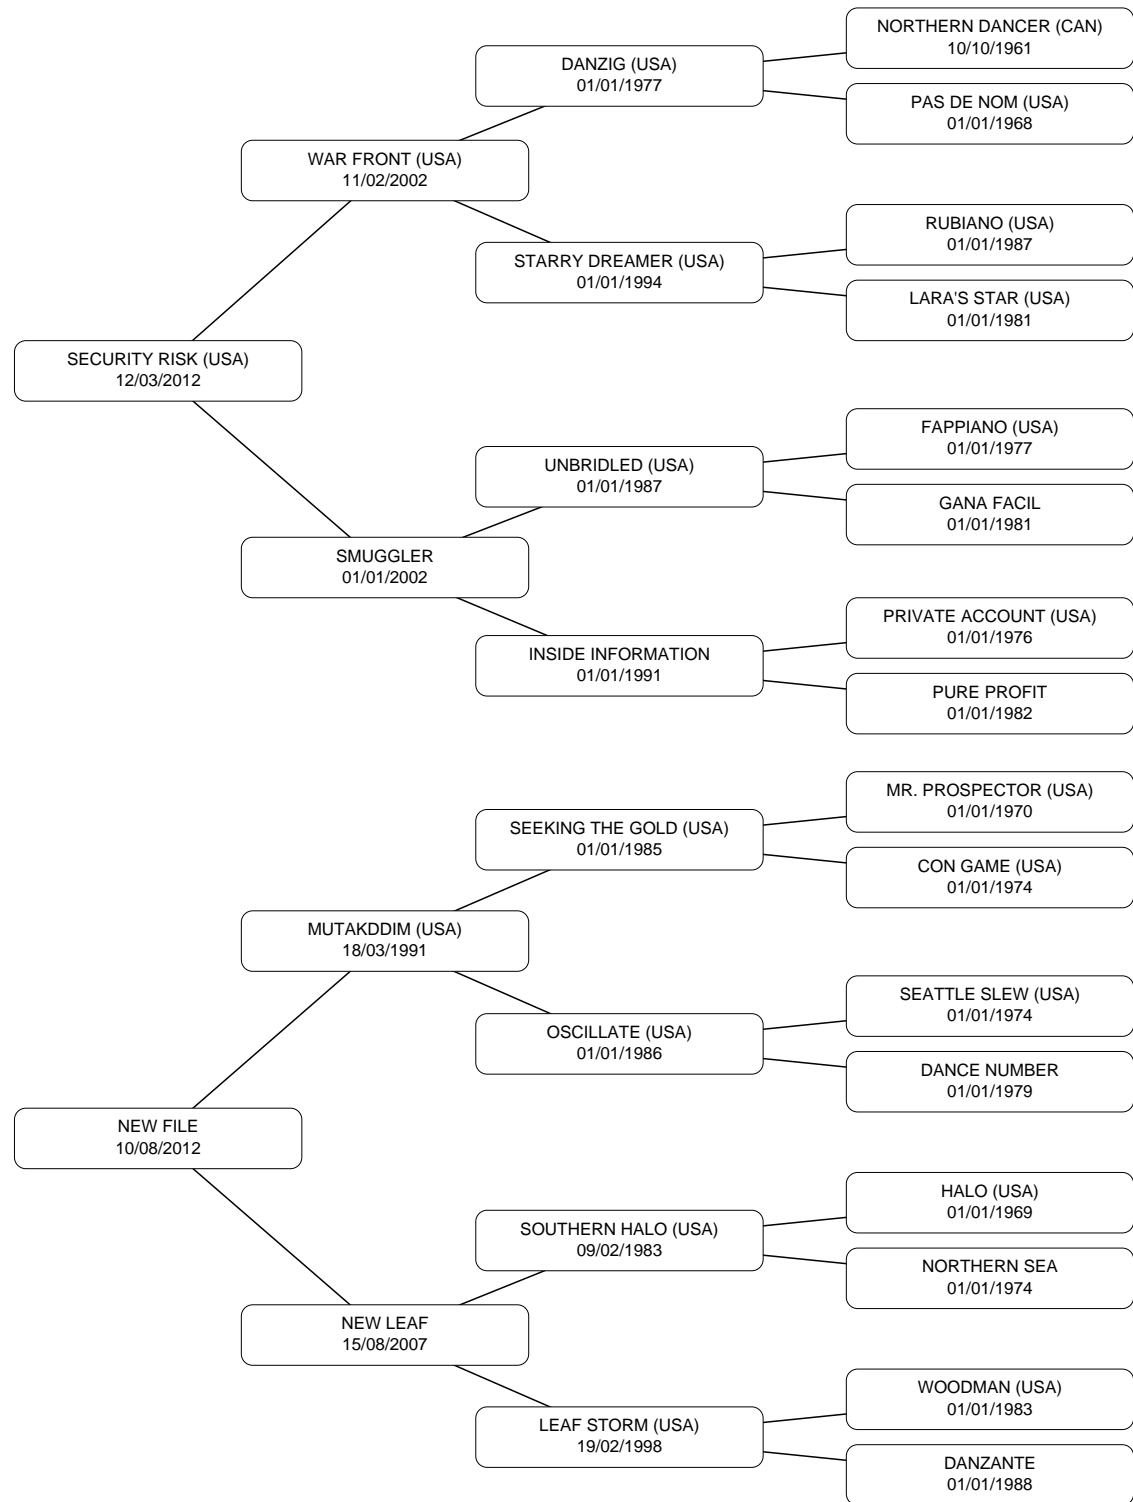 NORTHERN DANCER (CAN)
10/10/1961
DANZIG (USA)
01/01/1977
PAS DE NOM (USA)
01/01/1968
WAR FRONT (USA)
11/02/2002
RUBIANO (USA)
01/01/1987
STARRY DREAMER (USA)
01/01/1994
LARA'S STAR (USA)
01/01/1981
SECURITY RISK (USA)
12/03/2012
FAPPIANO (USA)
01/01/1977
UNBRIDLED (USA)
01/01/1987
GANA FACIL
01/01/1981
SMUGGLER
01/01/2002
PRIVATE ACCOUNT (USA)
01/01/1976
INSIDE INFORMATION
01/01/1991
PURE PROFIT
01/01/1982
MR. PROSPECTOR (USA)
01/01/1970
SEEKING THE GOLD (USA)
01/01/1985
CON GAME (USA)
01/01/1974
MUTAKDDIM (USA)
18/03/1991
SEATTLE SLEW (USA)
01/01/1974
OSCILLATE (USA)
01/01/1986
DANCE NUMBER
01/01/1979
NEW FILE
10/08/2012
HALO (USA)
01/01/1969
SOUTHERN HALO (USA)
09/02/1983
NORTHERN SEA
01/01/1974
NEW LEAF
15/08/2007
WOODMAN (USA)
01/01/1983
LEAF STORM (USA)
19/02/1998
DANZANTE
01/01/1988